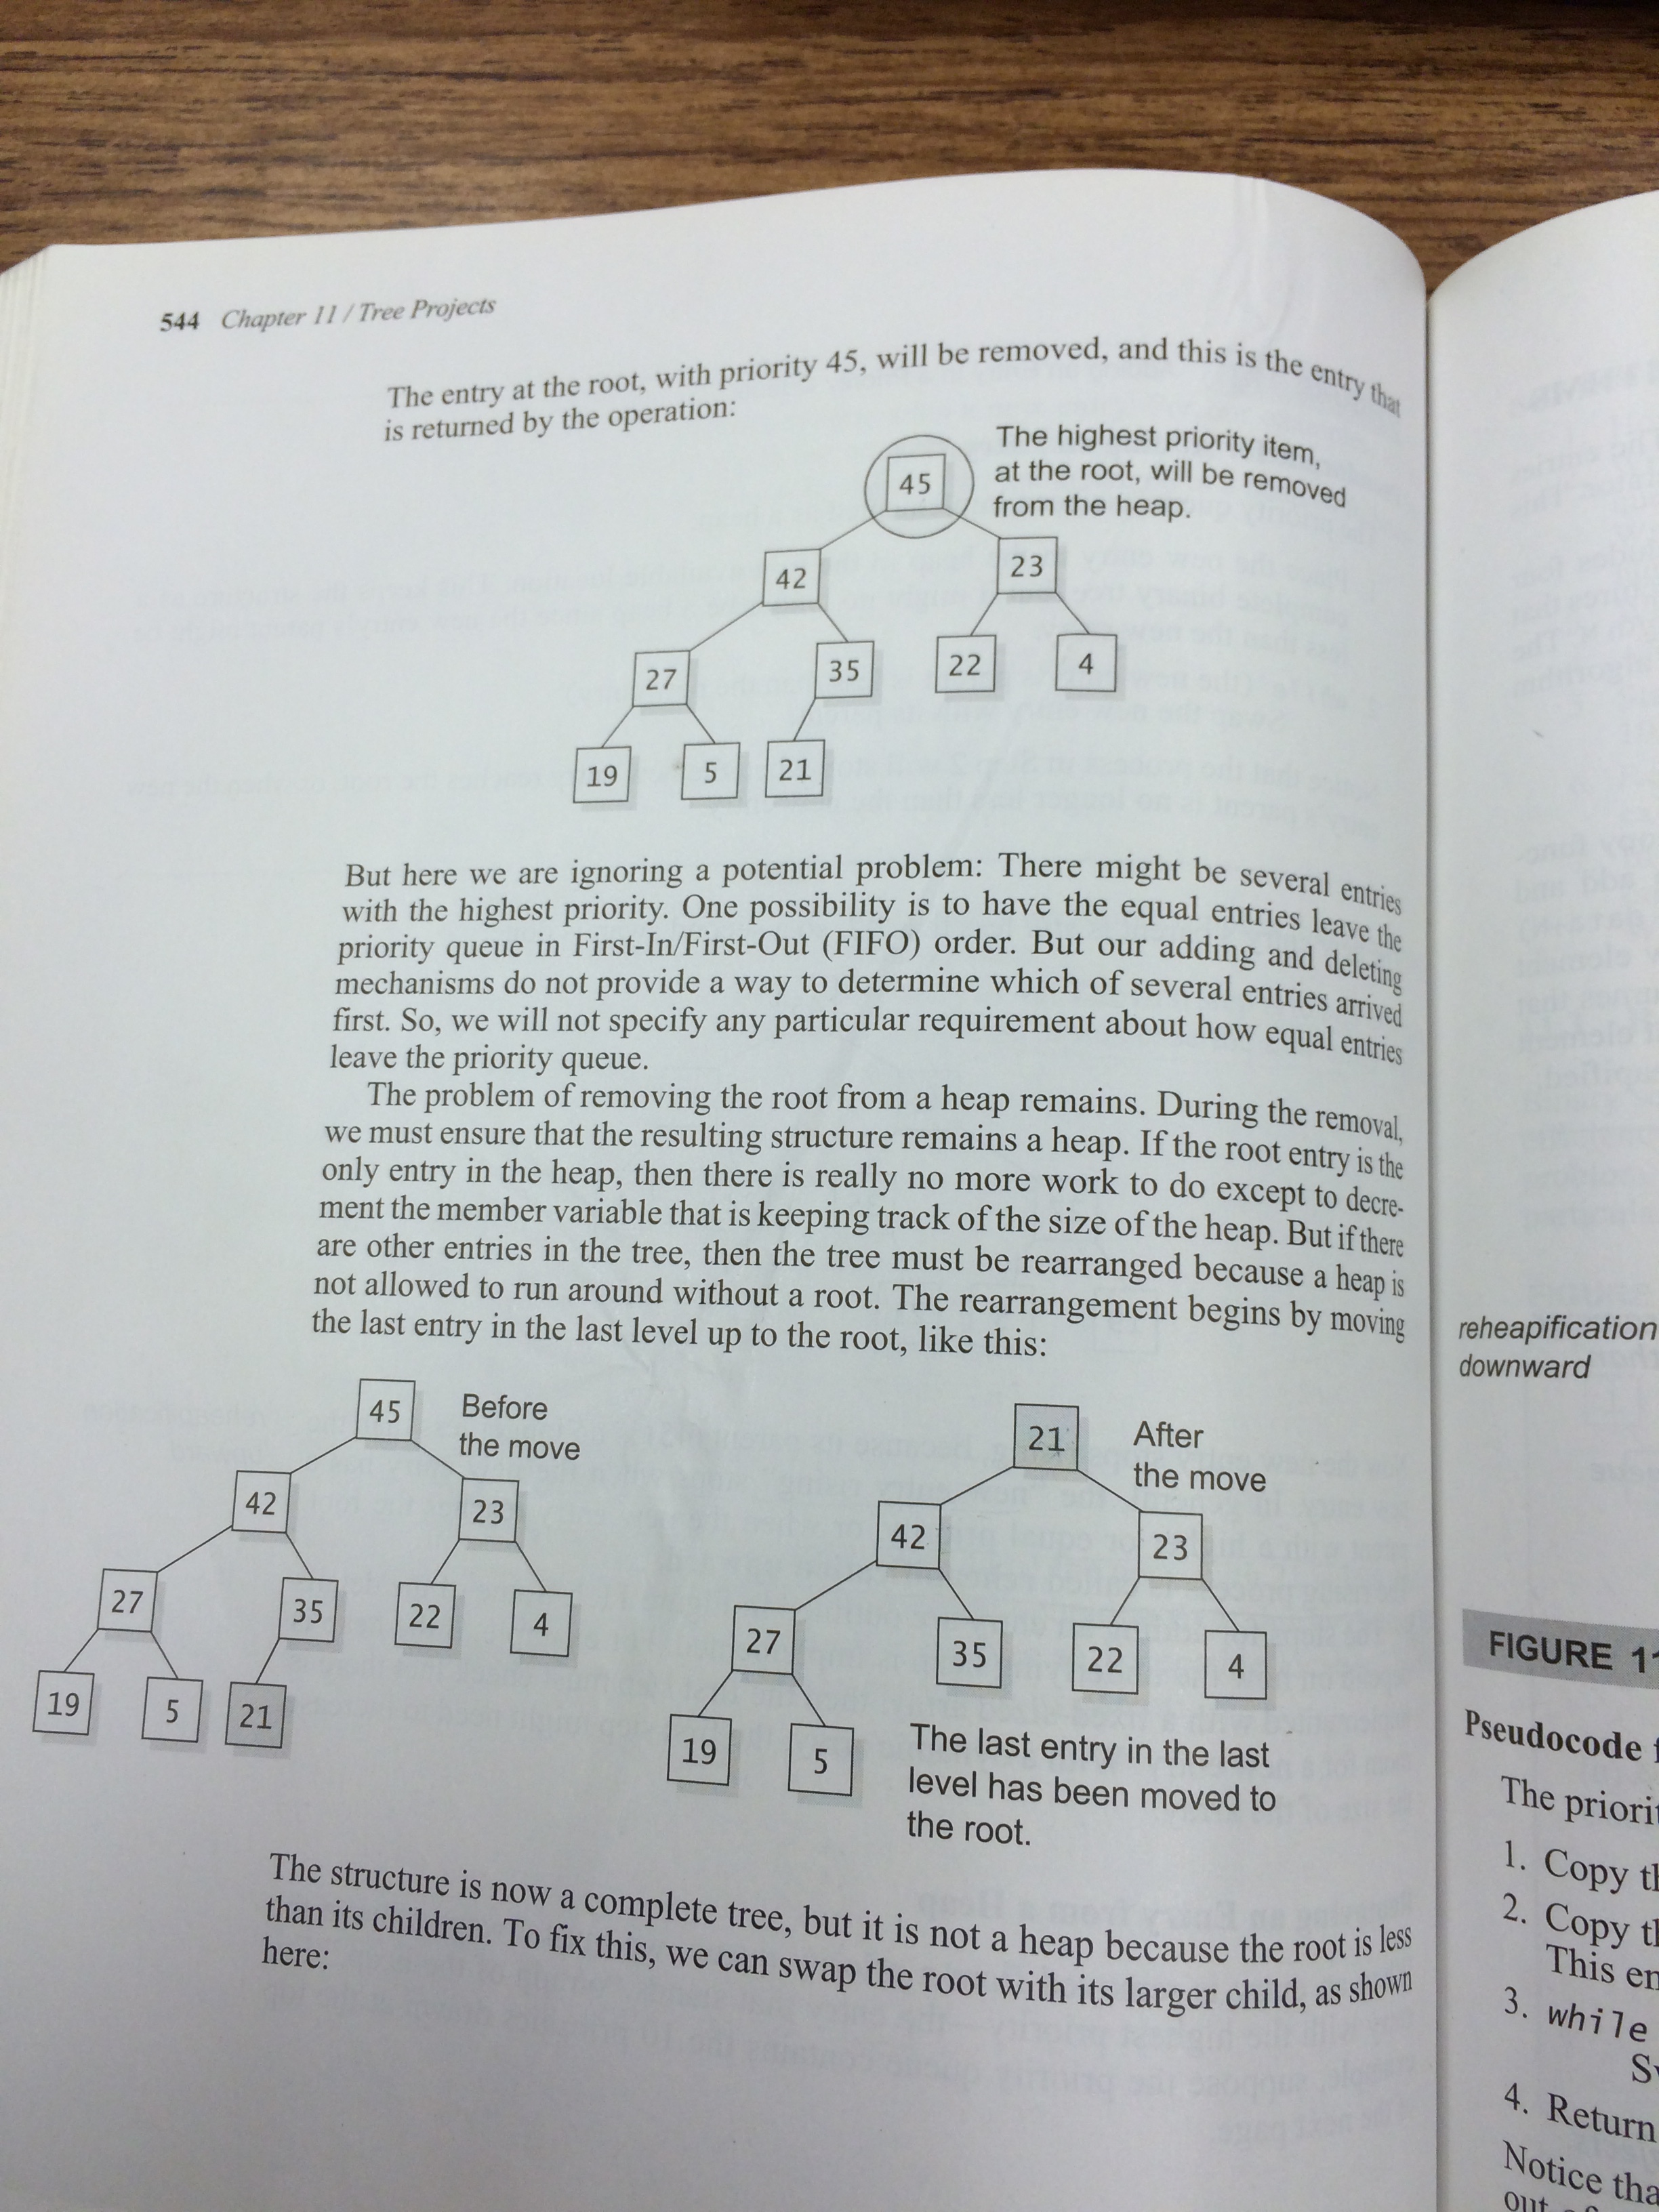 544 Chapter 11 / Tree Projects
The entry at the root, with priority 45, will be removed, and this is the entry that
is returned by the operation:
The highest priority item,
at the root, will be removed
from the heap.
45
42 23
27 35 22 4
19 5 21
But here we are ignoring a potential problem: There might be several entries
with the highest priority. One possibility is to have the equal entries leave the
priority queue in First-In/First-Out (FIFO) order. But our adding and deleting
mechanisms do not provide a way to determine which of several entries arrived
first. So, we will not specify any particular requirement about how equal entries
leave the priority queue.
The problem of removing the root from a heap remains. During the removal,
we must ensure that the resulting structure remains a heap. If the root entry is the
only entry in the heap, then there is really no more work to do except to decre-
ment the member variable that is keeping track of the size of the heap. But if there
are other entries in the tree, then the tree must be rearranged because a heap is
not allowed to run around without a root. The rearrangement begins by moving
the last entry in the last level up to the root, like this:
Before
the move
45
42 23
27 35 22 4
19 5 21
After
the move
21
42 23
27 35 22 4
19 5
The last entry in the last
level has been moved to
the root.
The structure is now a complete tree, but it is not a heap because the root is less
than its children. To fix this, we can swap the root with its larger child, as shown
here:
reheapification
downward
FIGURE
Pseudocode
The
1. Copy
2. Copy
This
3. while
4. Return
Notice